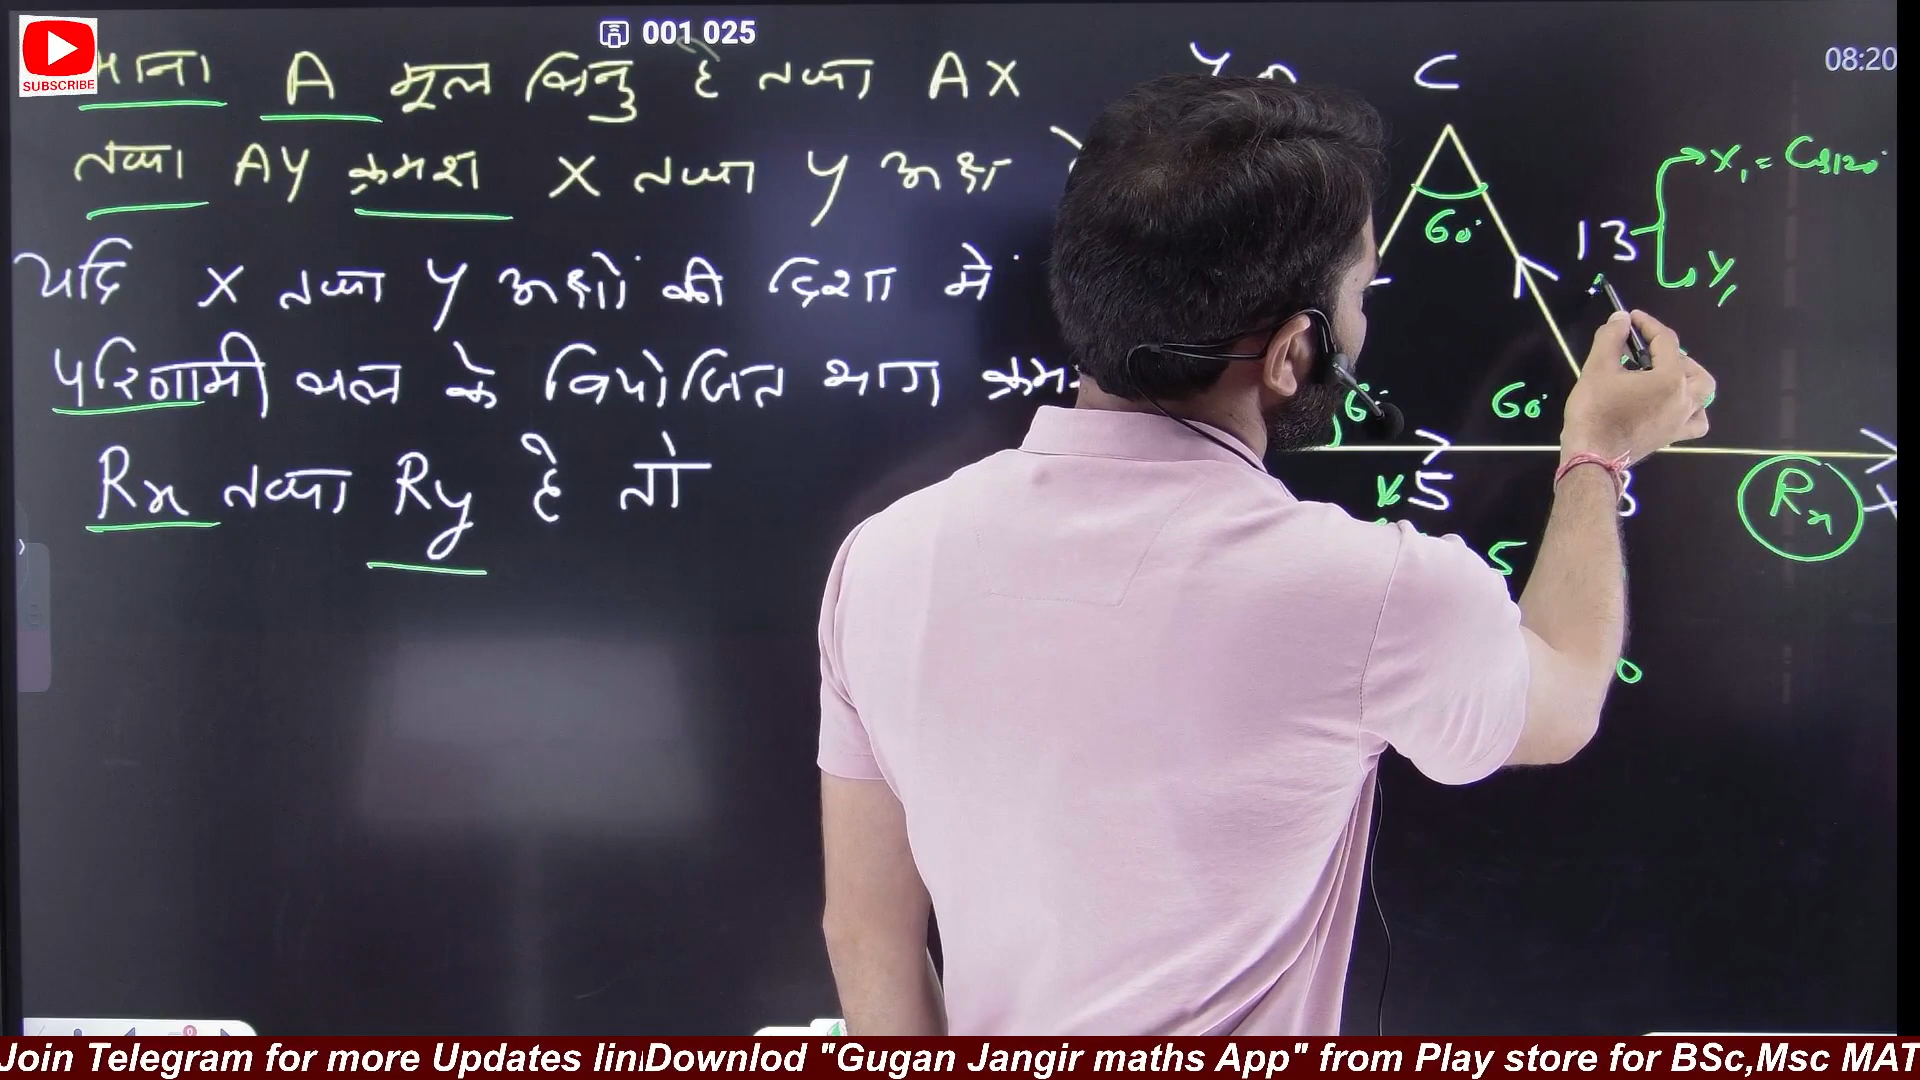 SUBSCRIBE
001 025
08:20
माना A मूल बिन्दु है तथा AX
तथा AY क्रमश X तथा Y अक्ष
यदि X तथा Y अक्षों की दिशा में
परिणामी बल के वियोजित भाग
Rx तथा Ry है तो
C
60°
13
X₁ = Cos120°
Y₁
60°
5
Rx
5
0
Join Telegram for more Updates lin
Downlod "Gugan Jangir maths App" from Play store for BSc,Msc MAT